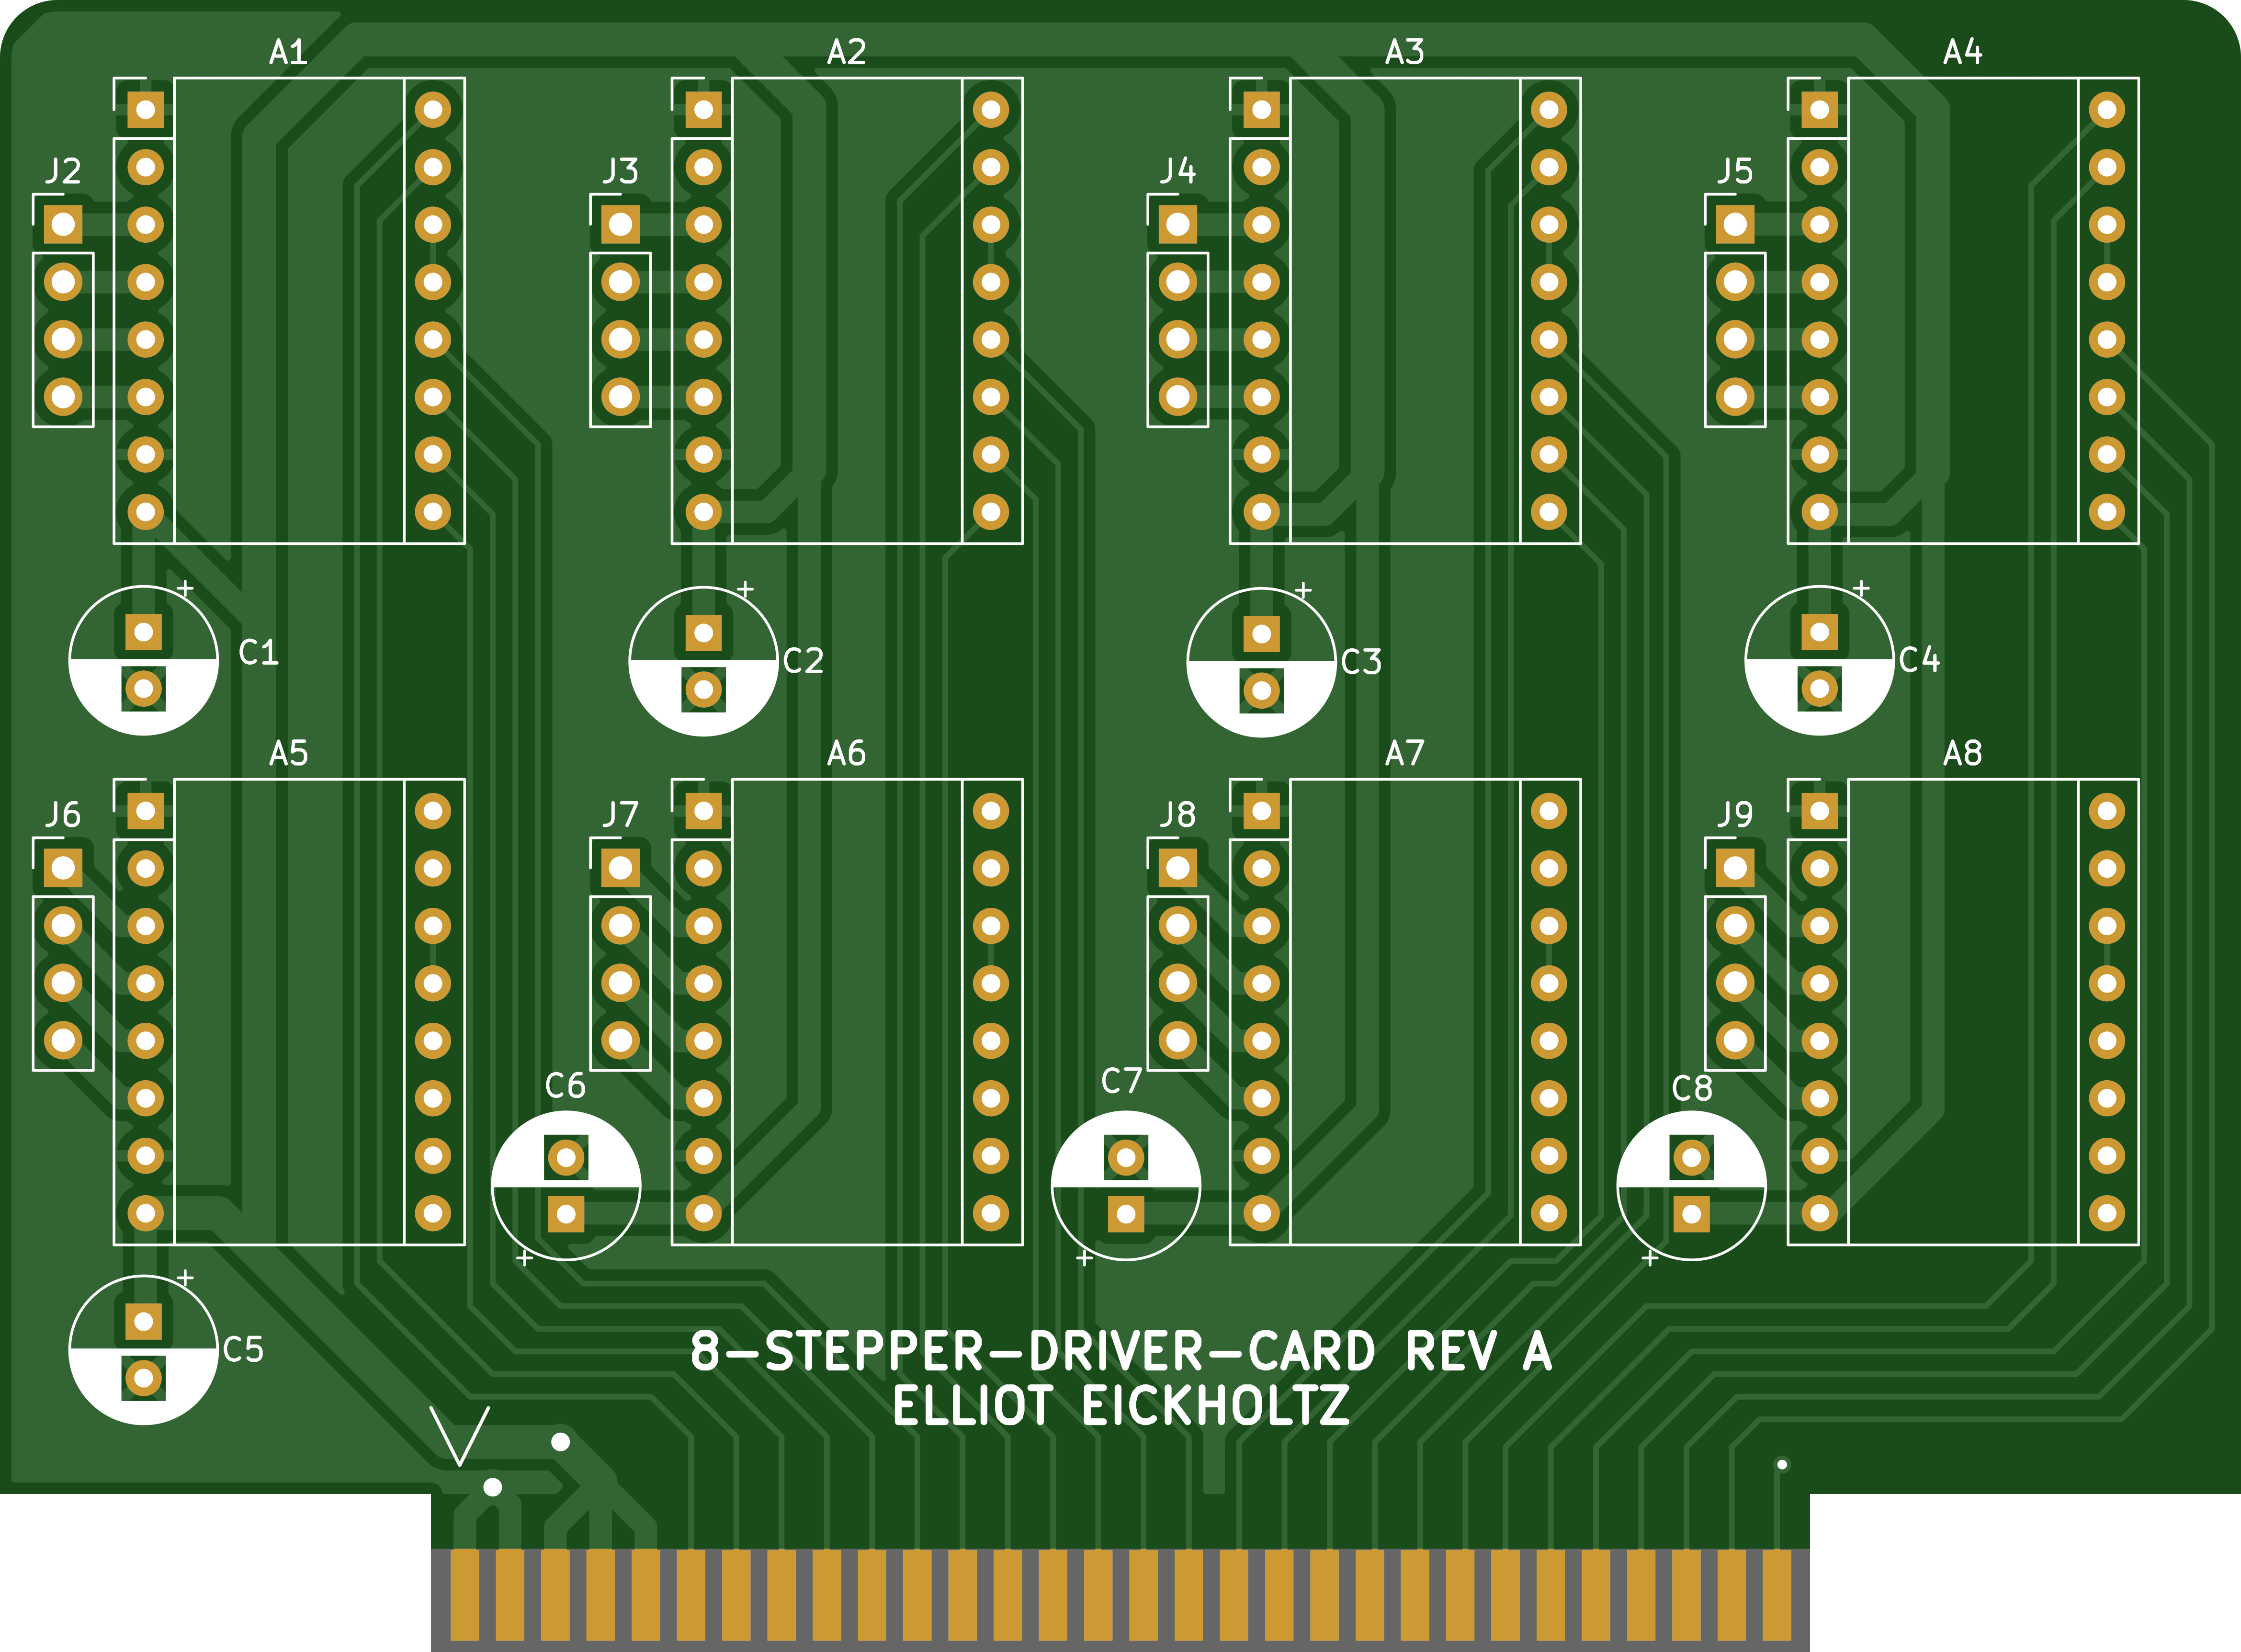 A1 A2 A3 A4
J2 J3 J4 J5
+ + + +
C1 C2 C3 C4
A5 A6 A7 A8
J6 J7 J8 J9
C6 C7 C8
+ + + +
C5
8-STEPPER-DRIVER-CARD REV A
ELLIOT EICKHOLTZ